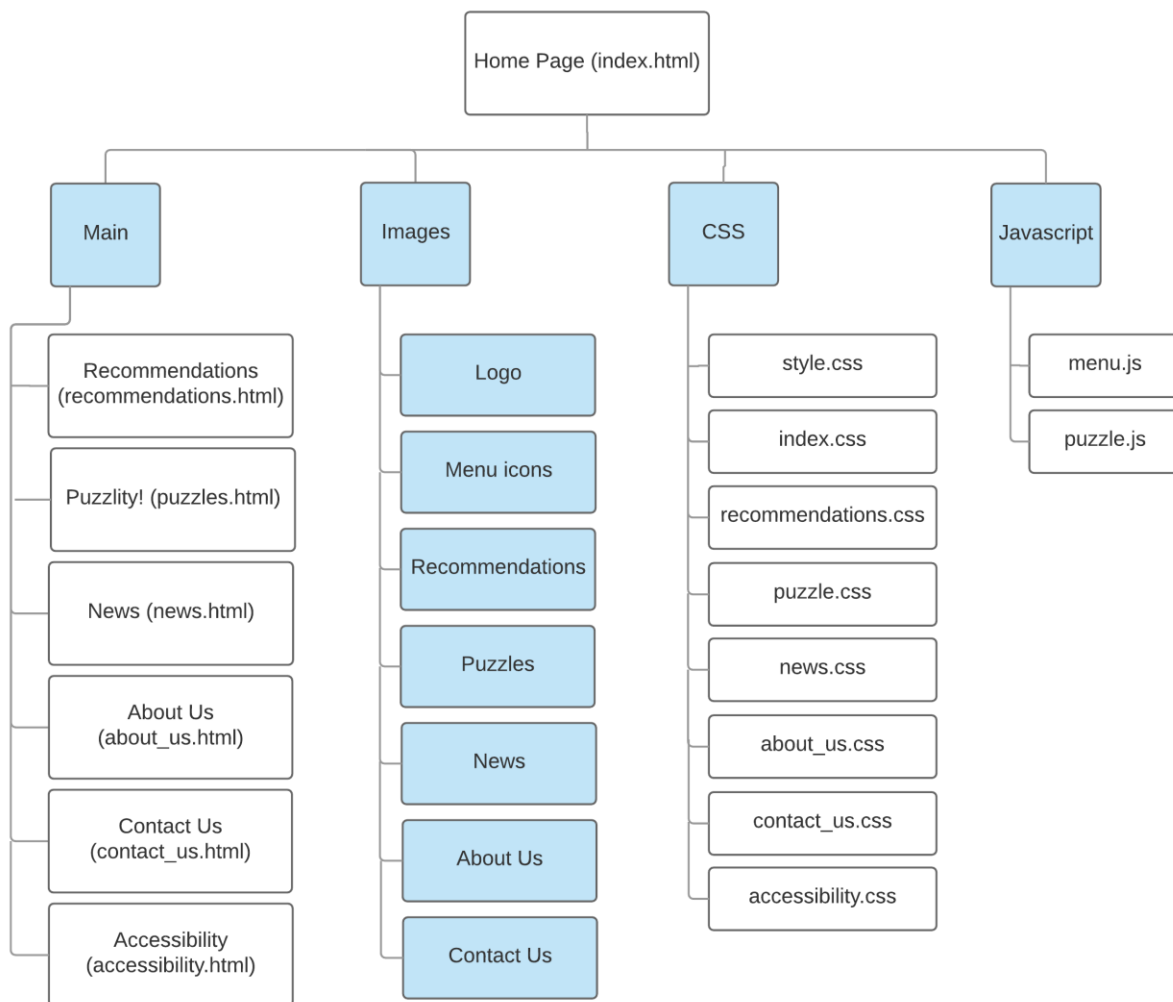 Home Page (index.html)
Main
Images
CSS
Javascript
Recommendations
(recommendations.html)
Puzzlity! (puzzles.html)
News (news.html)
About Us
(about_us.html)
Contact Us
(contact_us.html)
Accessibility
(accessibility.html)
Logo
Menu icons
Recommendations
Puzzles
News
About Us
Contact Us
style.css
index.css
recommendations.css
puzzle.css
news.css
about_us.css
contact_us.css
accessibility.css
menu.js
puzzle.js